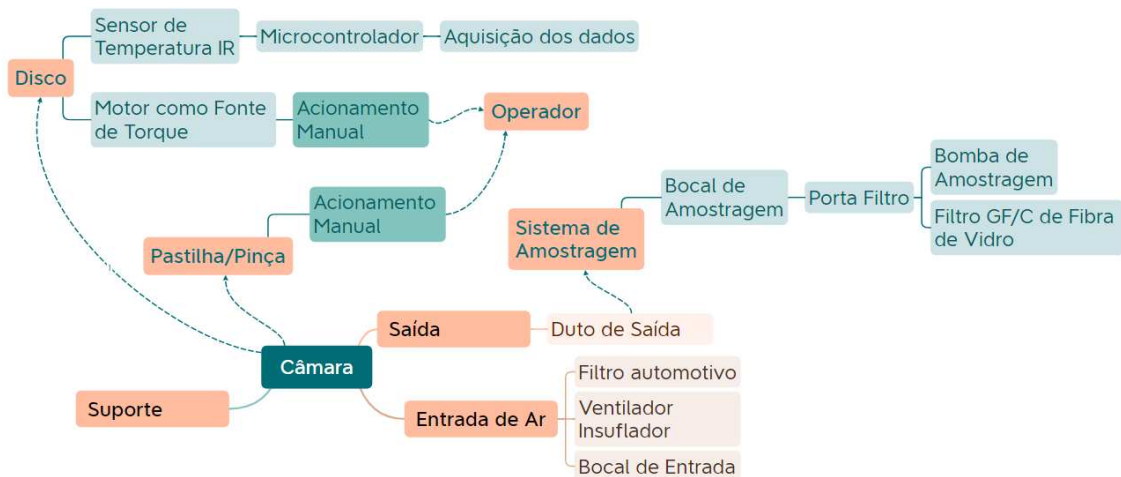 Sensor de
Temperatura IR
Microcontrolador
Aquisição dos dados
Disco
Motor como Fonte
de Torque
Acionamento
Manual
Operador
Bomba de
Amostragem
Bocal de
Amostragem
Porta Filtro
Filtro GF/C de Fibra
de Vidro
Acionamento
Manual
Sistema de
Amostragem
Pastilha/Pinça
Saída
Duto de Saída
Câmara
Filtro automotivo
Suporte
Entrada de Ar
Ventilador
Insuflador
Bocal de Entrada